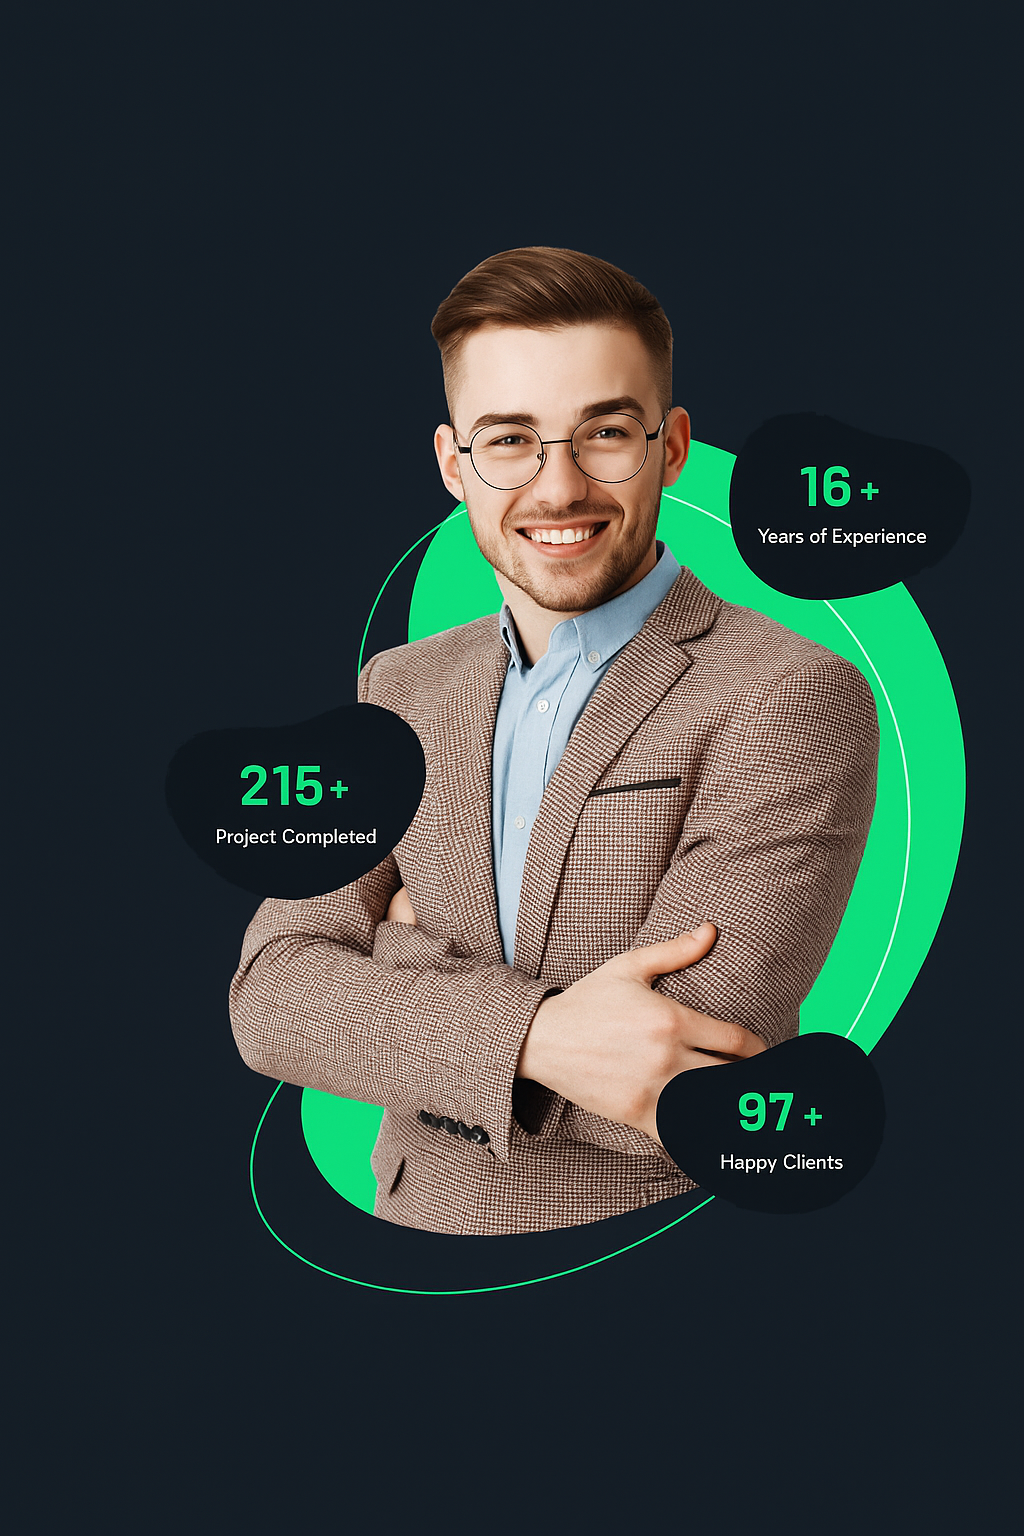 16 +
Years of Experience
215+
Project Completed
97 +
Happy Clients